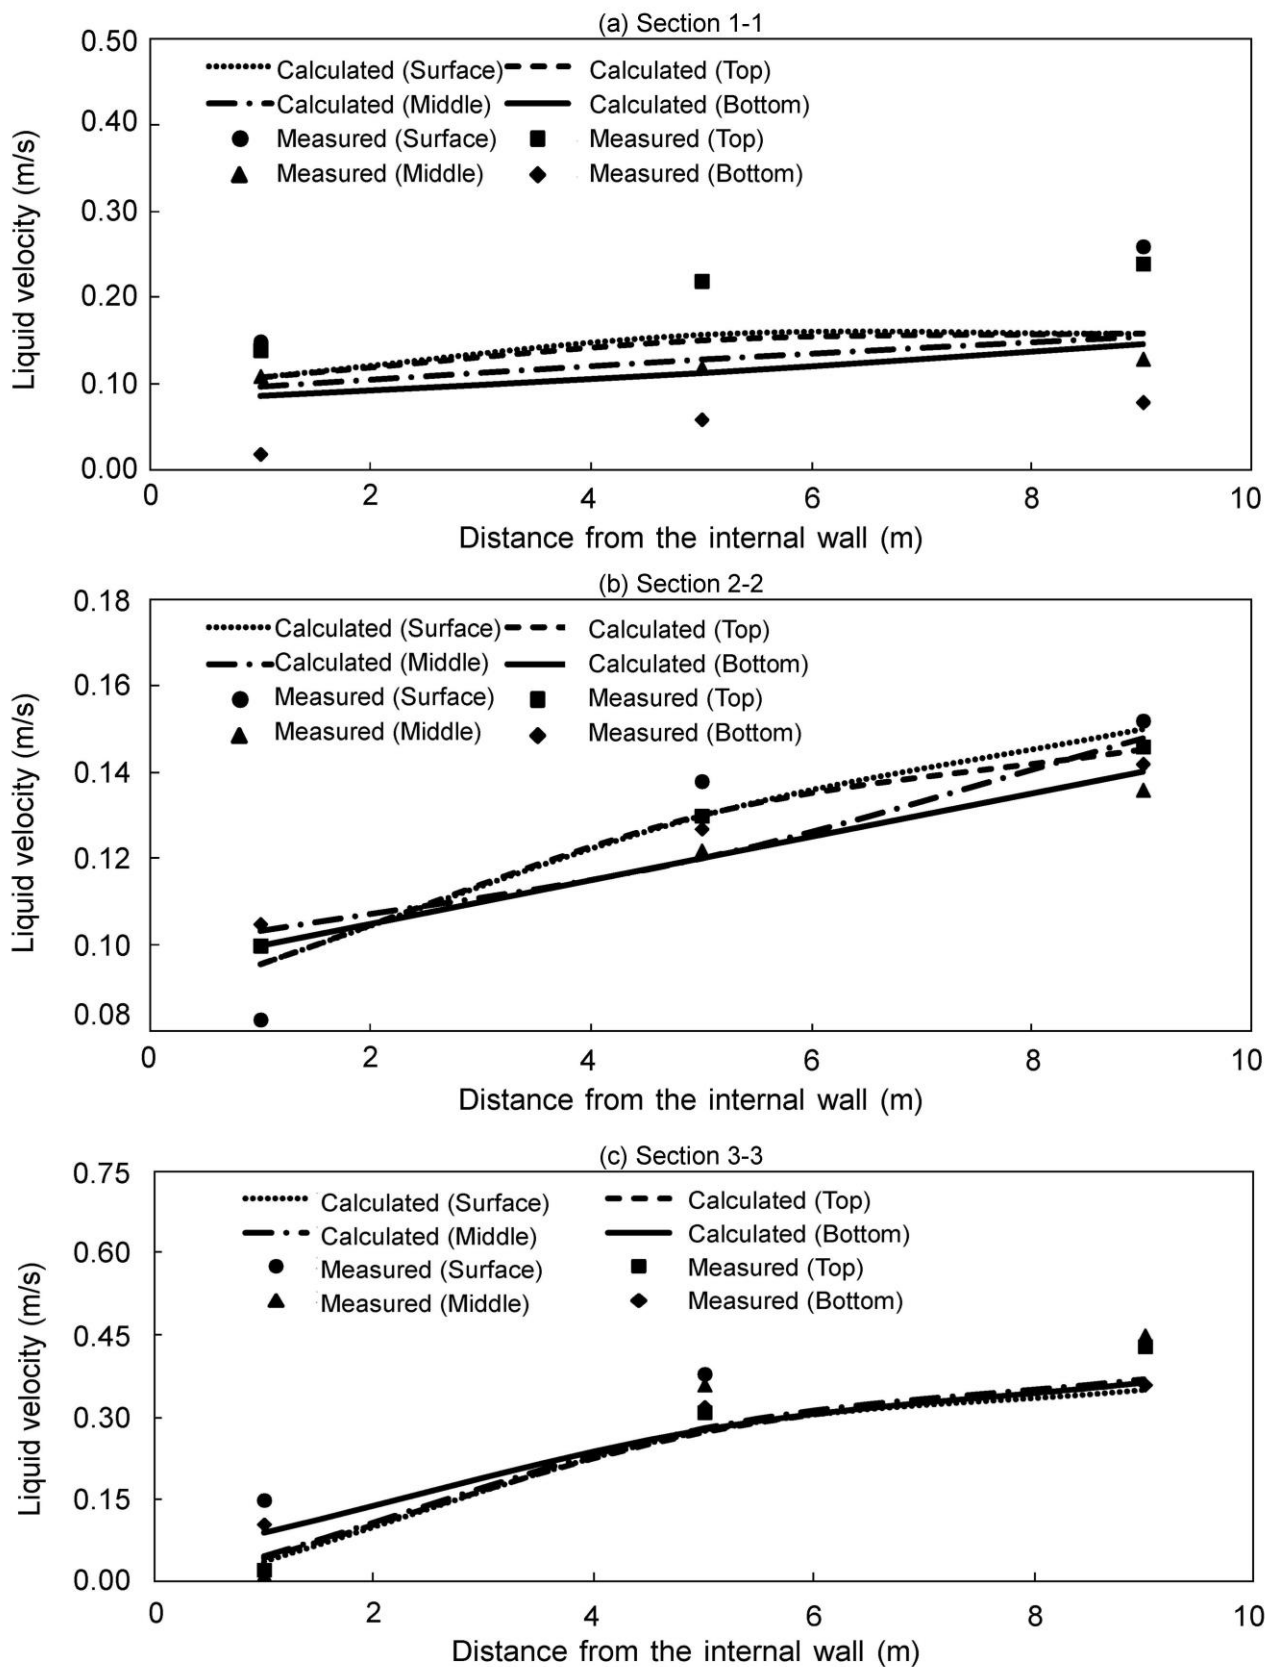 (a) Section 1-1
0.50
Calculated (Surface) Calculated (Top)
0.40
Calculated (Middle) Calculated (Bottom)
Measured (Surface) Measured (Top)
Measured (Middle) Measured (Bottom)
0.30
0.20
0.10
0.00
Liquid velocity (m/s)
0 2 4 6 8 10
Distance from the internal wall (m)
(b) Section 2-2
0.18
Calculated (Surface) Calculated (Top)
Calculated (Middle) Calculated (Bottom)
0.16
Measured (Surface) Measured (Top)
Measured (Middle) Measured (Bottom)
0.14
0.12
0.10
0.08
Liquid velocity (m/s)
0 2 4 6 8 10
Distance from the internal wall (m)
(c) Section 3-3
0.75
Calculated (Surface) Calculated (Top)
Calculated (Middle) Calculated (Bottom)
0.60
Measured (Surface) Measured (Top)
Measured (Middle) Measured (Bottom)
0.45
0.30
0.15
0.00
Liquid velocity (m/s)
0 2 4 6 8 10
Distance from the internal wall (m)